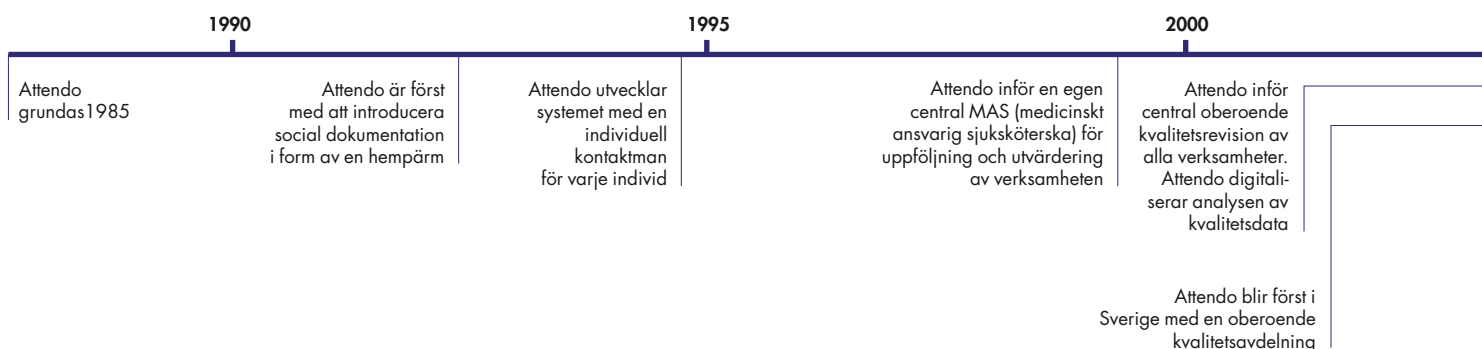 1990
1995
2000
Attendo
grundas1985
Attendo är först
med att introducera
social dokumentation
i form av en hempärm
Attendo utvecklar
systemet med en
individuell
kontaktman
för varje individ
Attendo inför en egen
central MAS (medicinskt
ansvarig sjuksköterska) för
uppföljning och utvärdering
av verksamheten
Attendo inför
central oberoende
kvalitetsrevision av
alla verksamheter.
Attendo digitali-
serar analysen av
kvalitetsdata
Attendo blir först i
Sverige med en oberoende
kvalitetsavdelning